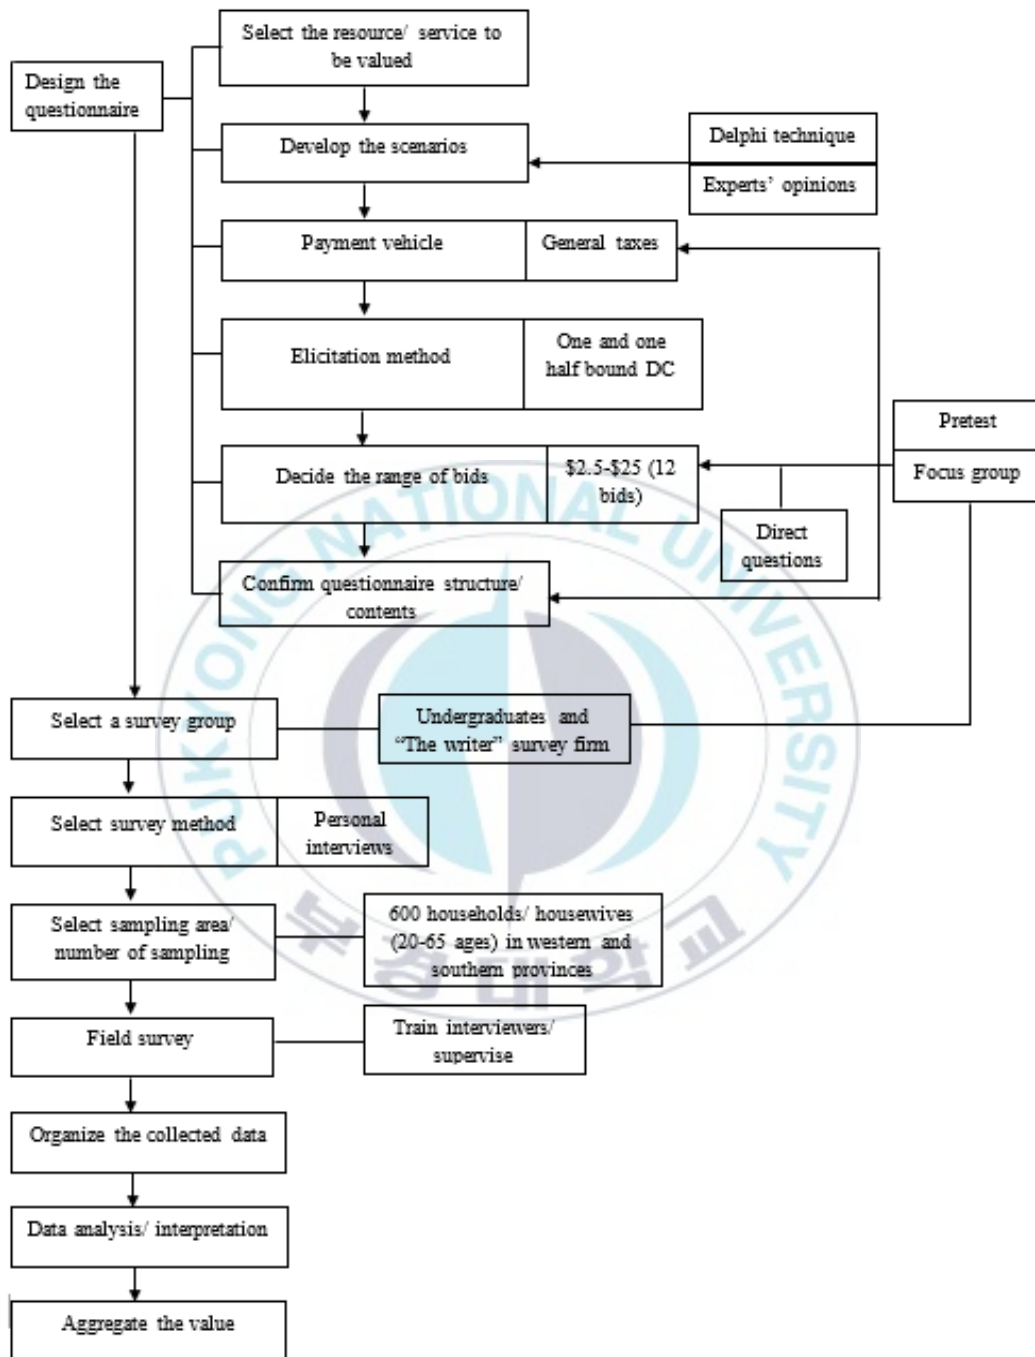 Select the resource/ service to
be valued
Design the
questionnaire
Develop the scenarios
Delphi technique
Experts' opinions
Payment vehicle
General taxes
Elicitation method
One and one
half bound DC
Pretest
Focus group
Decide the range of bids
$2.5-$25 (12
bids)
Direct
questions
Confirm questionnaire structure/
contents
Select a survey group
Undergraduates and
"The writer" survey firm
Select survey method
Personal
interviews
Select sampling area/
number of sampling
600 households/ housewives
(20-65 ages) in western and
southern provinces
Field survey
Train interviewers/
supervise
Organize the collected data
Data analysis/ interpretation
Aggregate the value
PUKYONG NATIONAL UNIVERSITY
부경대학교